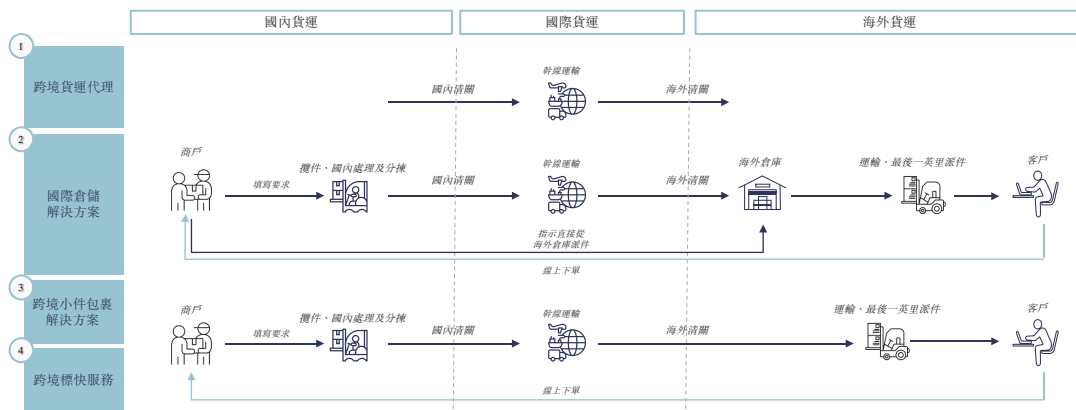 國內貨運
國際貨運
海外貨運
1
跨境貨運代理
國內清關
幹線運輸
海外清關
2
國際倉儲
解決方案
商戶
填寫要求
攬件、國內處理及分揀
國內清關
幹線運輸
海外清關
海外倉庫
運輸、最後一英里派件
客戶
指示直接從
海外倉庫派件
線上下單
3
跨境小件包裹
解決方案
4
跨境標快服務
商戶
填寫要求
攬件、國內處理及分揀
國內清關
幹線運輸
海外清關
運輸、最後一英里派件
客戶
線上下單